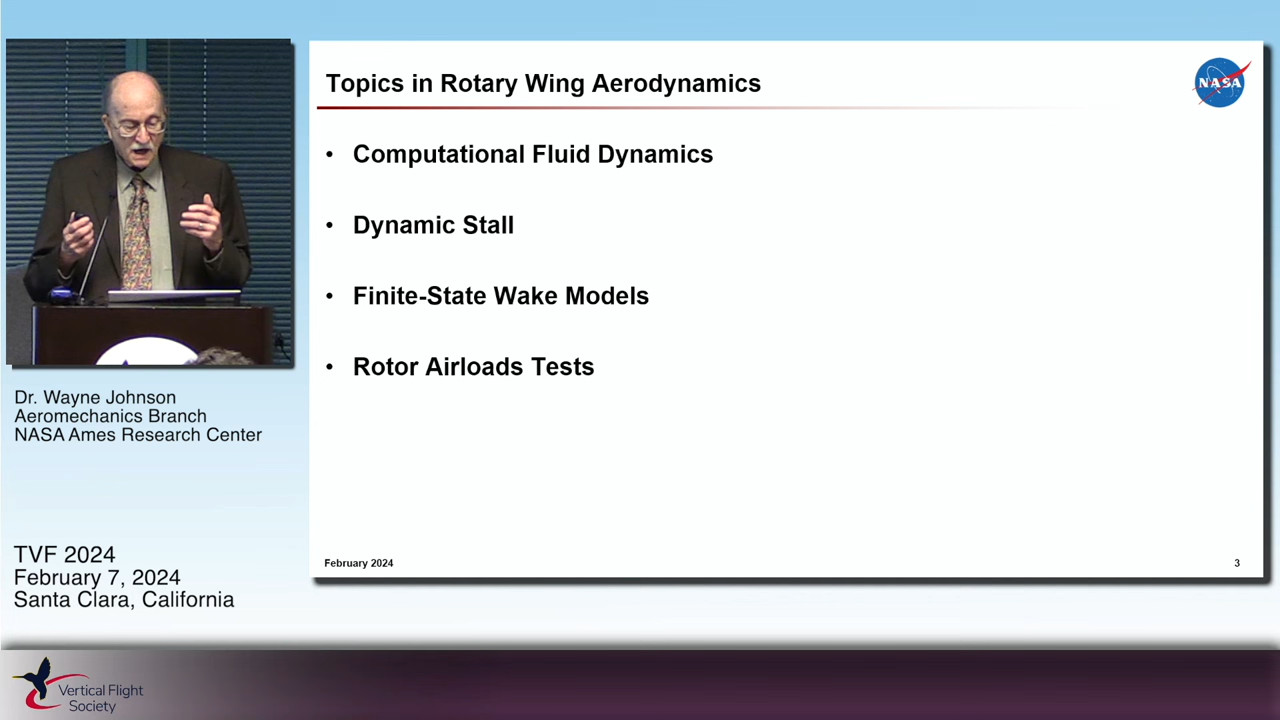 Topics in Rotary Wing Aerodynamics
NASA
• Computational Fluid Dynamics
• Dynamic Stall
• Finite-State Wake Models
• Rotor Airloads Tests
February 2024
3
Dr. Wayne Johnson
Aeromechanics Branch
NASA Ames Research Center
TVF 2024
February 7, 2024
Santa Clara, California
Vertical Flight
Society